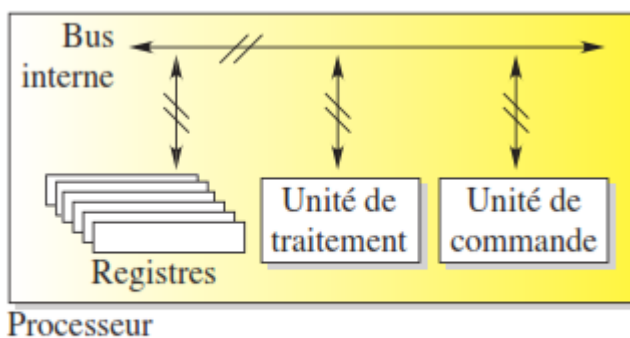 Bus
interne
Registres
Unité de
traitement
Unité de
commande
Processeur